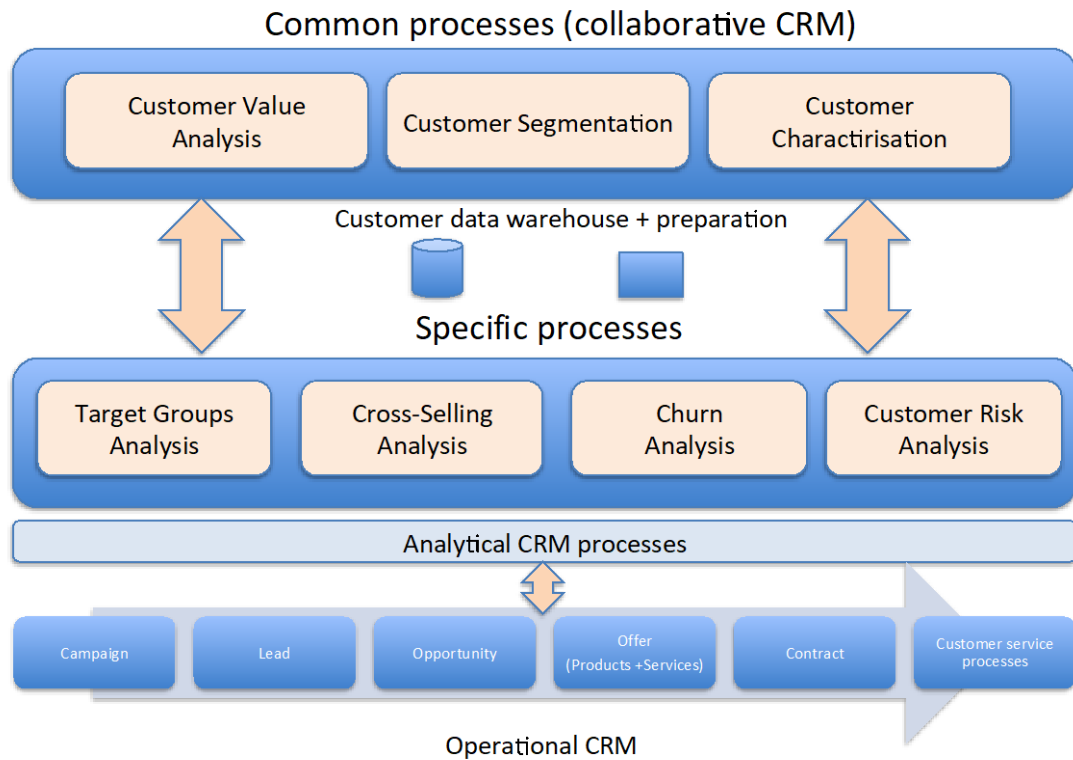 Common processes (collaborative CRM)
Customer Value
Analysis
Customer Segmentation
Customer
Charactirisation
Customer data warehouse + preparation
Specific processes
Target Groups
Analysis
Cross-Selling
Analysis
Churn
Analysis
Customer Risk
Analysis
Analytical CRM processes
Campaign
Lead
Opportunity
Offer
(Products +Services)
Contract
Customer service
processes
Operational CRM